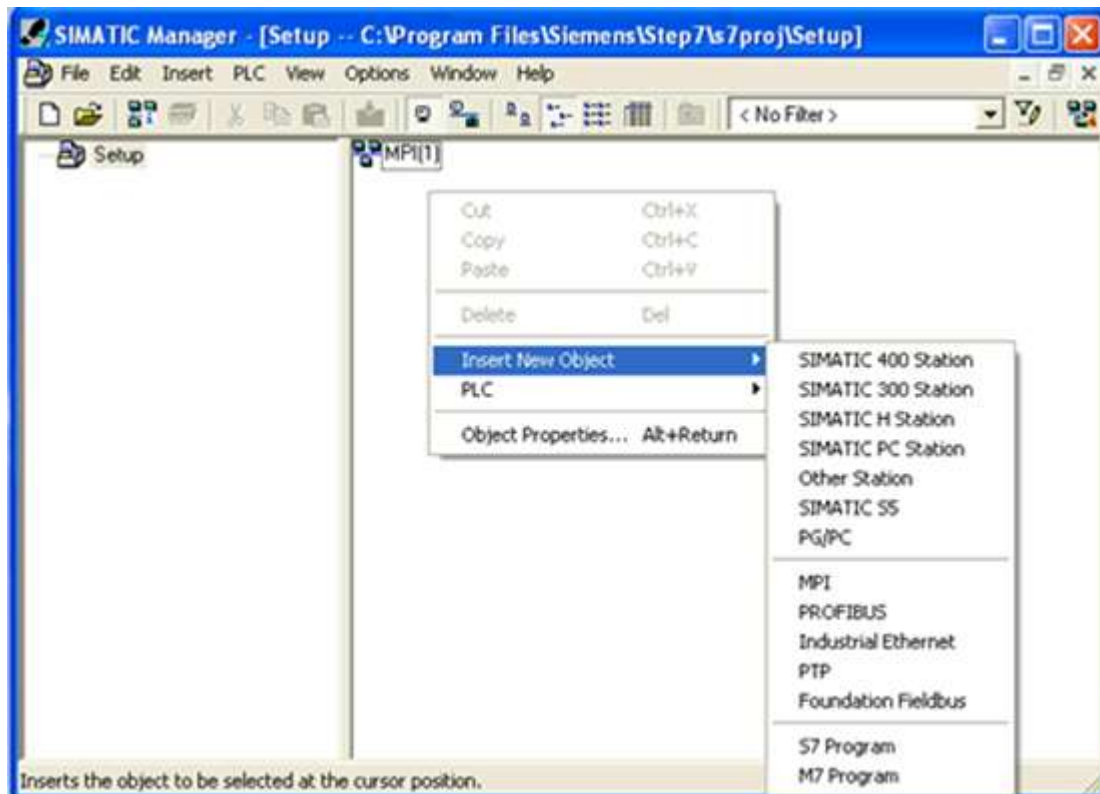 SIMATIC Manager - [Setup -- C:\Program Files\Siemens\Step7\s7proj\Setup]
File Edit Insert PLC View Options Window Help
< No Filter >
Setup
MPI(1)
Cut Ctrl+X
Copy Ctrl+C
Paste Ctrl+V
Delete Del
Insert New Object
PLC
Object Properties... Alt+Return
SIMATIC 400 Station
SIMATIC 300 Station
SIMATIC H Station
SIMATIC PC Station
Other Station
SIMATIC S5
PG/PC
MPI
PROFIBUS
Industrial Ethernet
PTP
Foundation Fieldbus
S7 Program
M7 Program
Inserts the object to be selected at the cursor position.